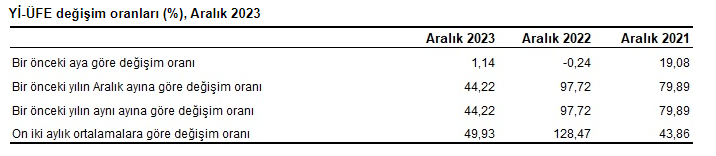 Yİ-ÜFE değişim oranları (%), Aralık 2023
Aralık 2023 Aralık 2022 Aralık 2021
Bir önceki aya göre değişim oranı 1,14 -0,24 19,08
Bir önceki yılın Aralık ayına göre değişim oranı 44,22 97,72 79,89
Bir önceki yılın aynı ayına göre değişim oranı 44,22 97,72 79,89
On iki aylık ortalamalara göre değişim oranı 49,93 128,47 43,86